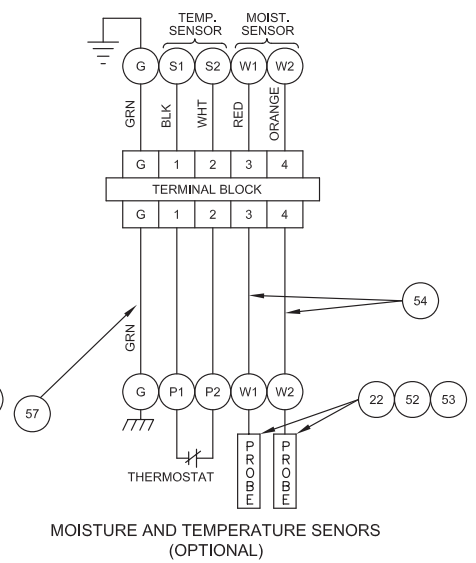 TEMP. MOIST.
SENSOR SENSOR
G S1 S2 W1 W2
GRN BLK WHT RED ORANGE
G 1 2 3 4
TERMINAL BLOCK
G 1 2 3 4
54
GRN
57
G P1 P2 W1 W2
22 52 53
THERMOSTAT
PROBE PROBE
MOISTURE AND TEMPERATURE SENORS
(OPTIONAL)